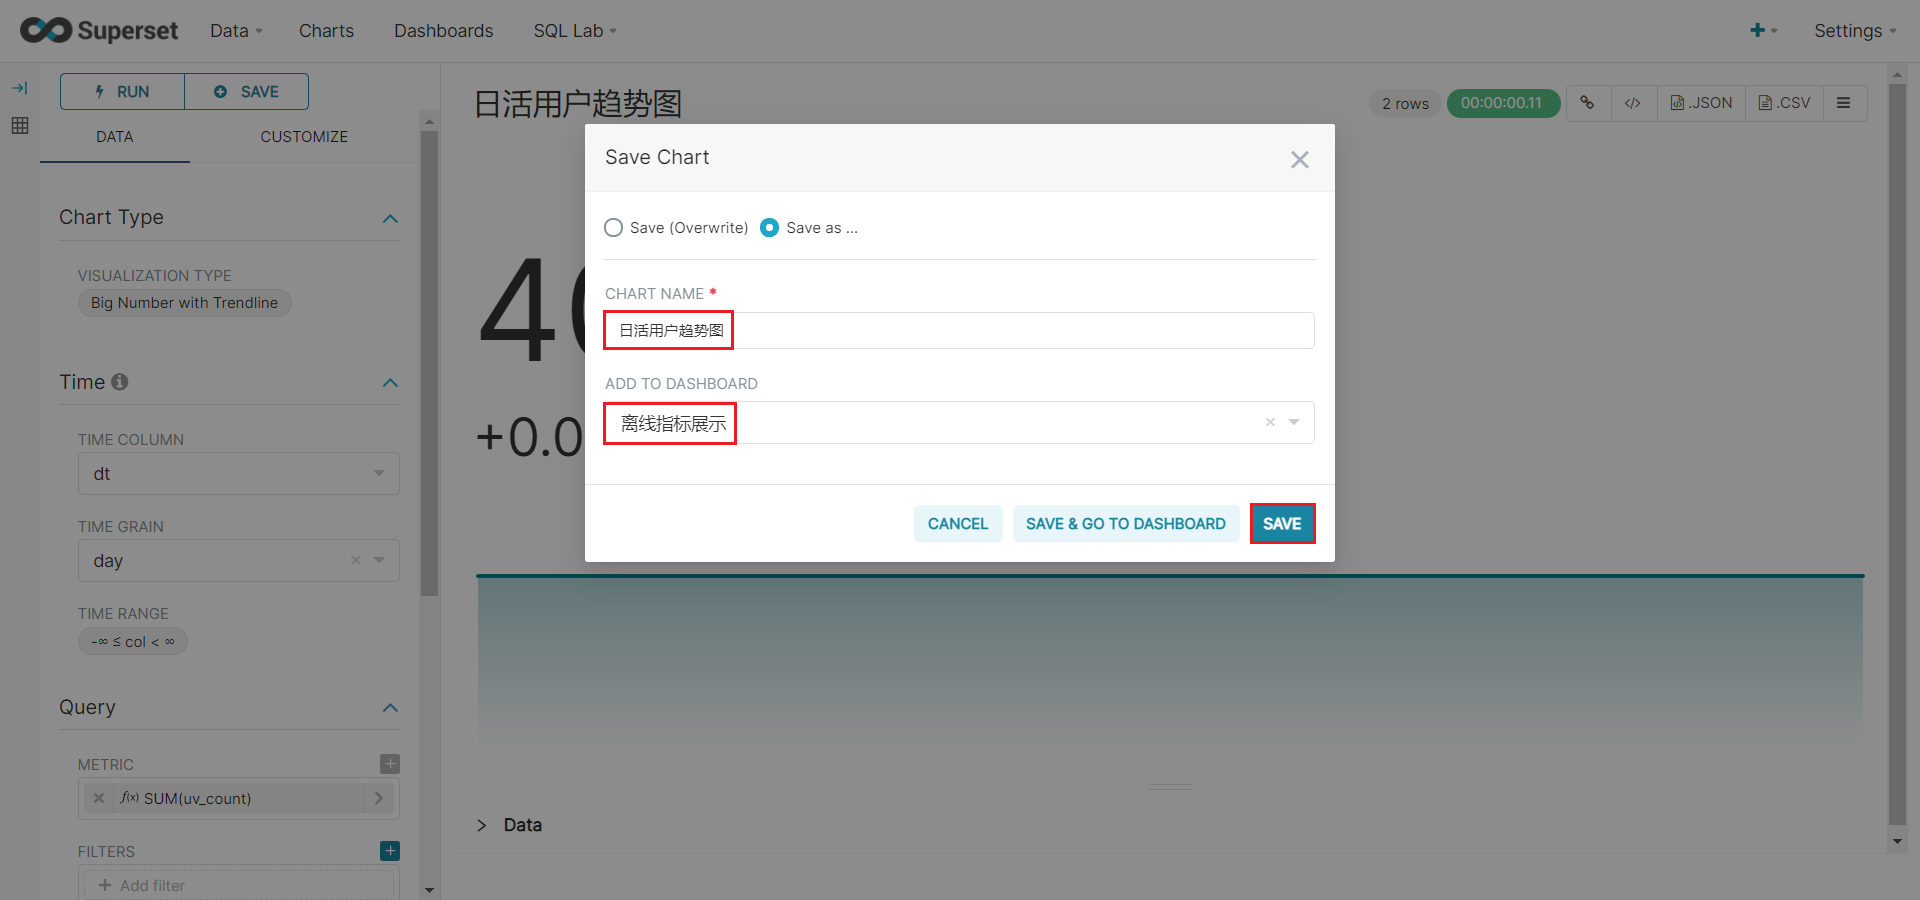 Superset
Data
Charts
Dashboards
SQL Lab
Settings
RUN
SAVE
DATA
CUSTOMIZE
Chart Type
VISUALIZATION TYPE
Big Number with Trendline
Time
TIME COLUMN
dt
TIME GRAIN
day
TIME RANGE
-∞ ≤ col < ∞
Query
METRIC
f(x) SUM(uv_count)
FILTERS
Add filter
日活用户趋势图
2 rows
00:00:00.11
</>
.JSON
.CSV
+0.0
Save Chart
Save (Overwrite)
Save as ...
CHART NAME *
日活用户趋势图
ADD TO DASHBOARD
离线指标展示
CANCEL
SAVE & GO TO DASHBOARD
SAVE
Data